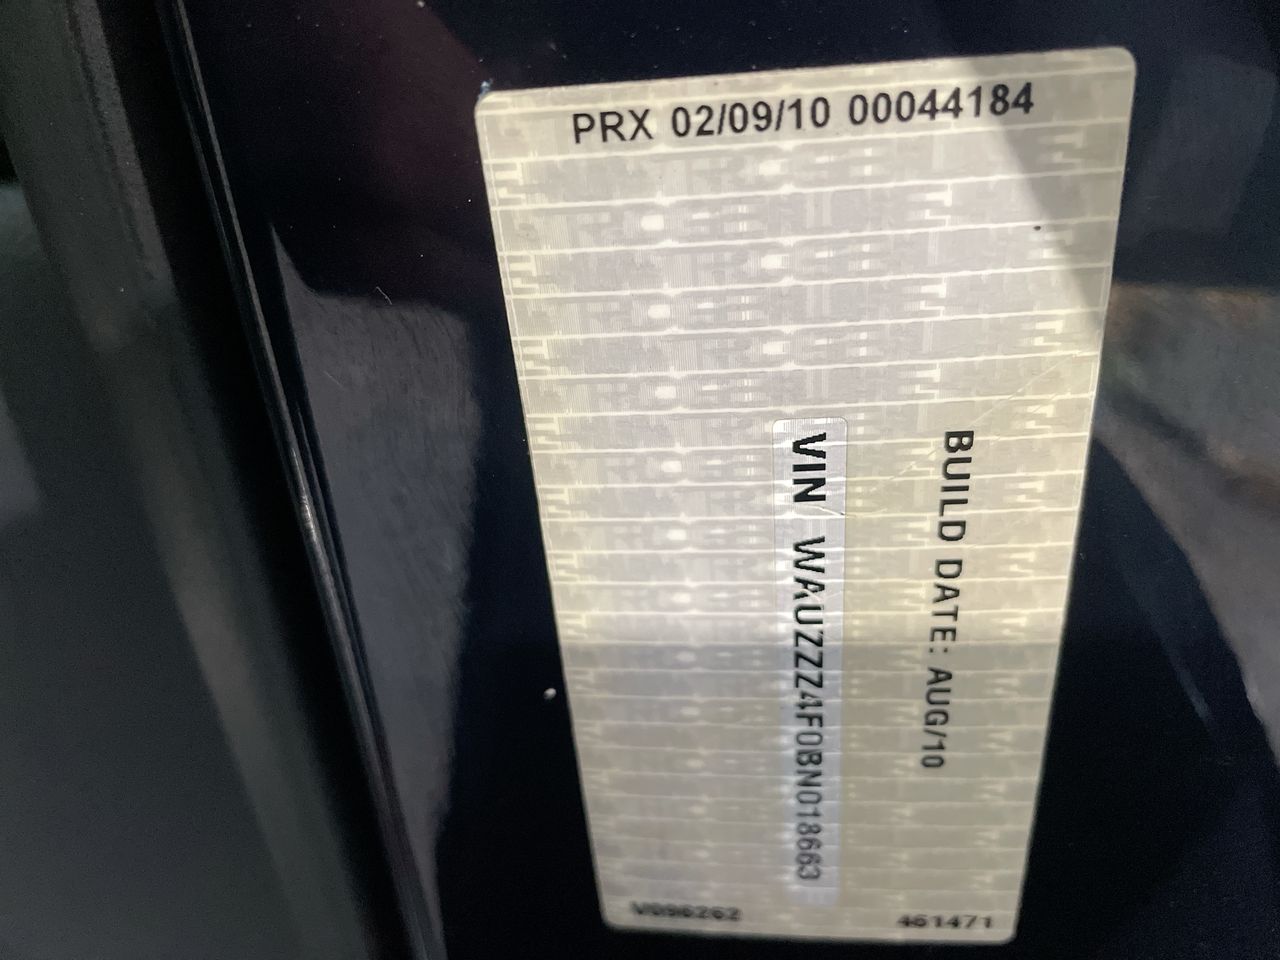 PRX 02/09/10 00044184
BUILD DATE: AUG/10
VIN WAUZZZ4F0BN018663
V096262
461471